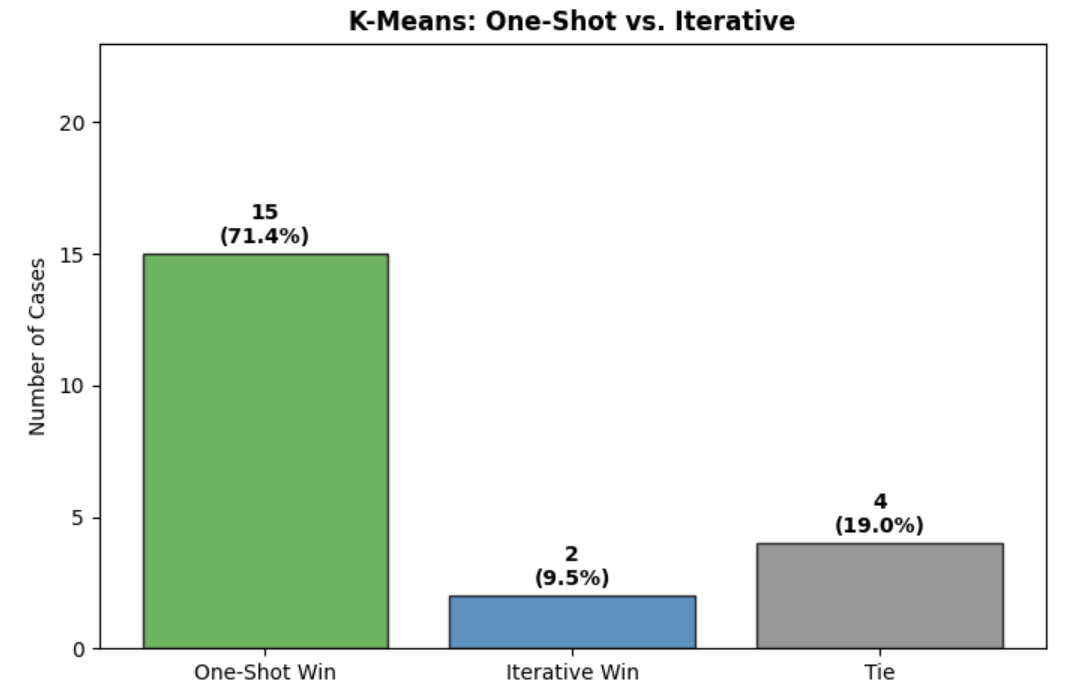 K-Means: One-Shot vs. Iterative
Number of Cases
20
15
10
5
0
15
(71.4%)
2
(9.5%)
4
(19.0%)
One-Shot Win
Iterative Win
Tie